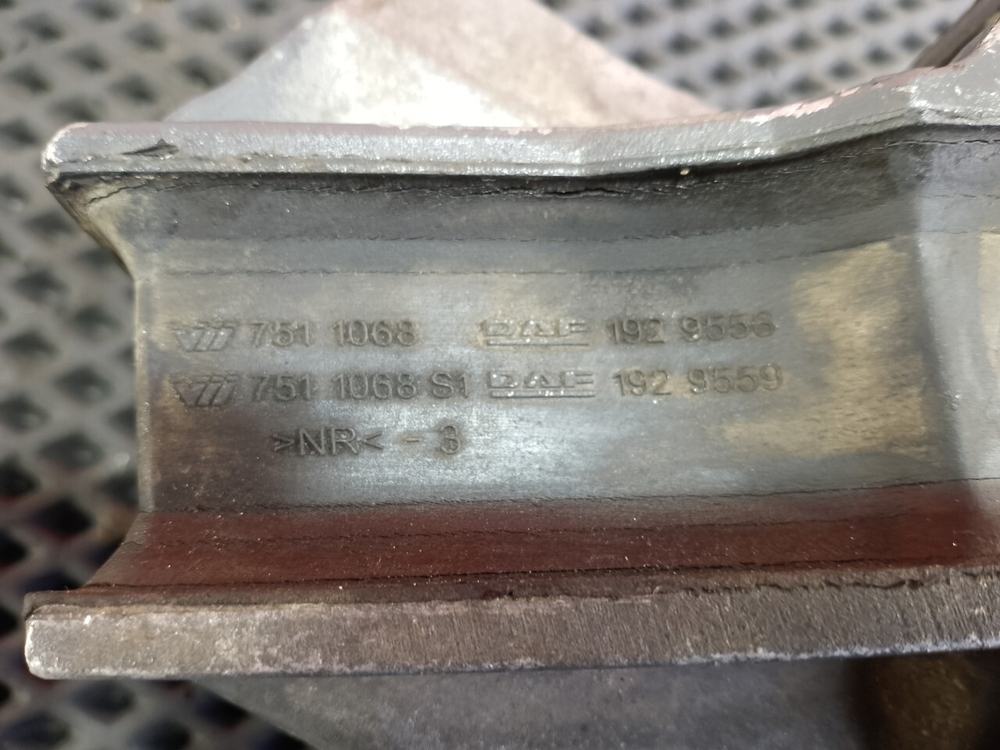 751 1068 DAF 192 9558
751 1068 S1 DAF 192 9559
>NR< - 3